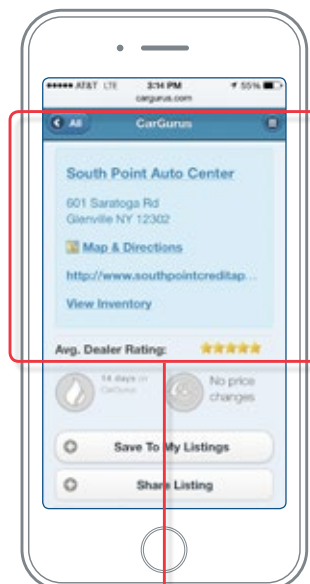 AT&T LTE 3:14 PM 55%
cargurus.com
All CarGurus
South Point Auto Center
601 Saratoga Rd
Glenville NY 12302
Map & Directions
http://www.southpointcreditap...
View Inventory
Avg. Dealer Rating:
14 days on CarGurus
No price changes
Save To My Listings
Share Listing